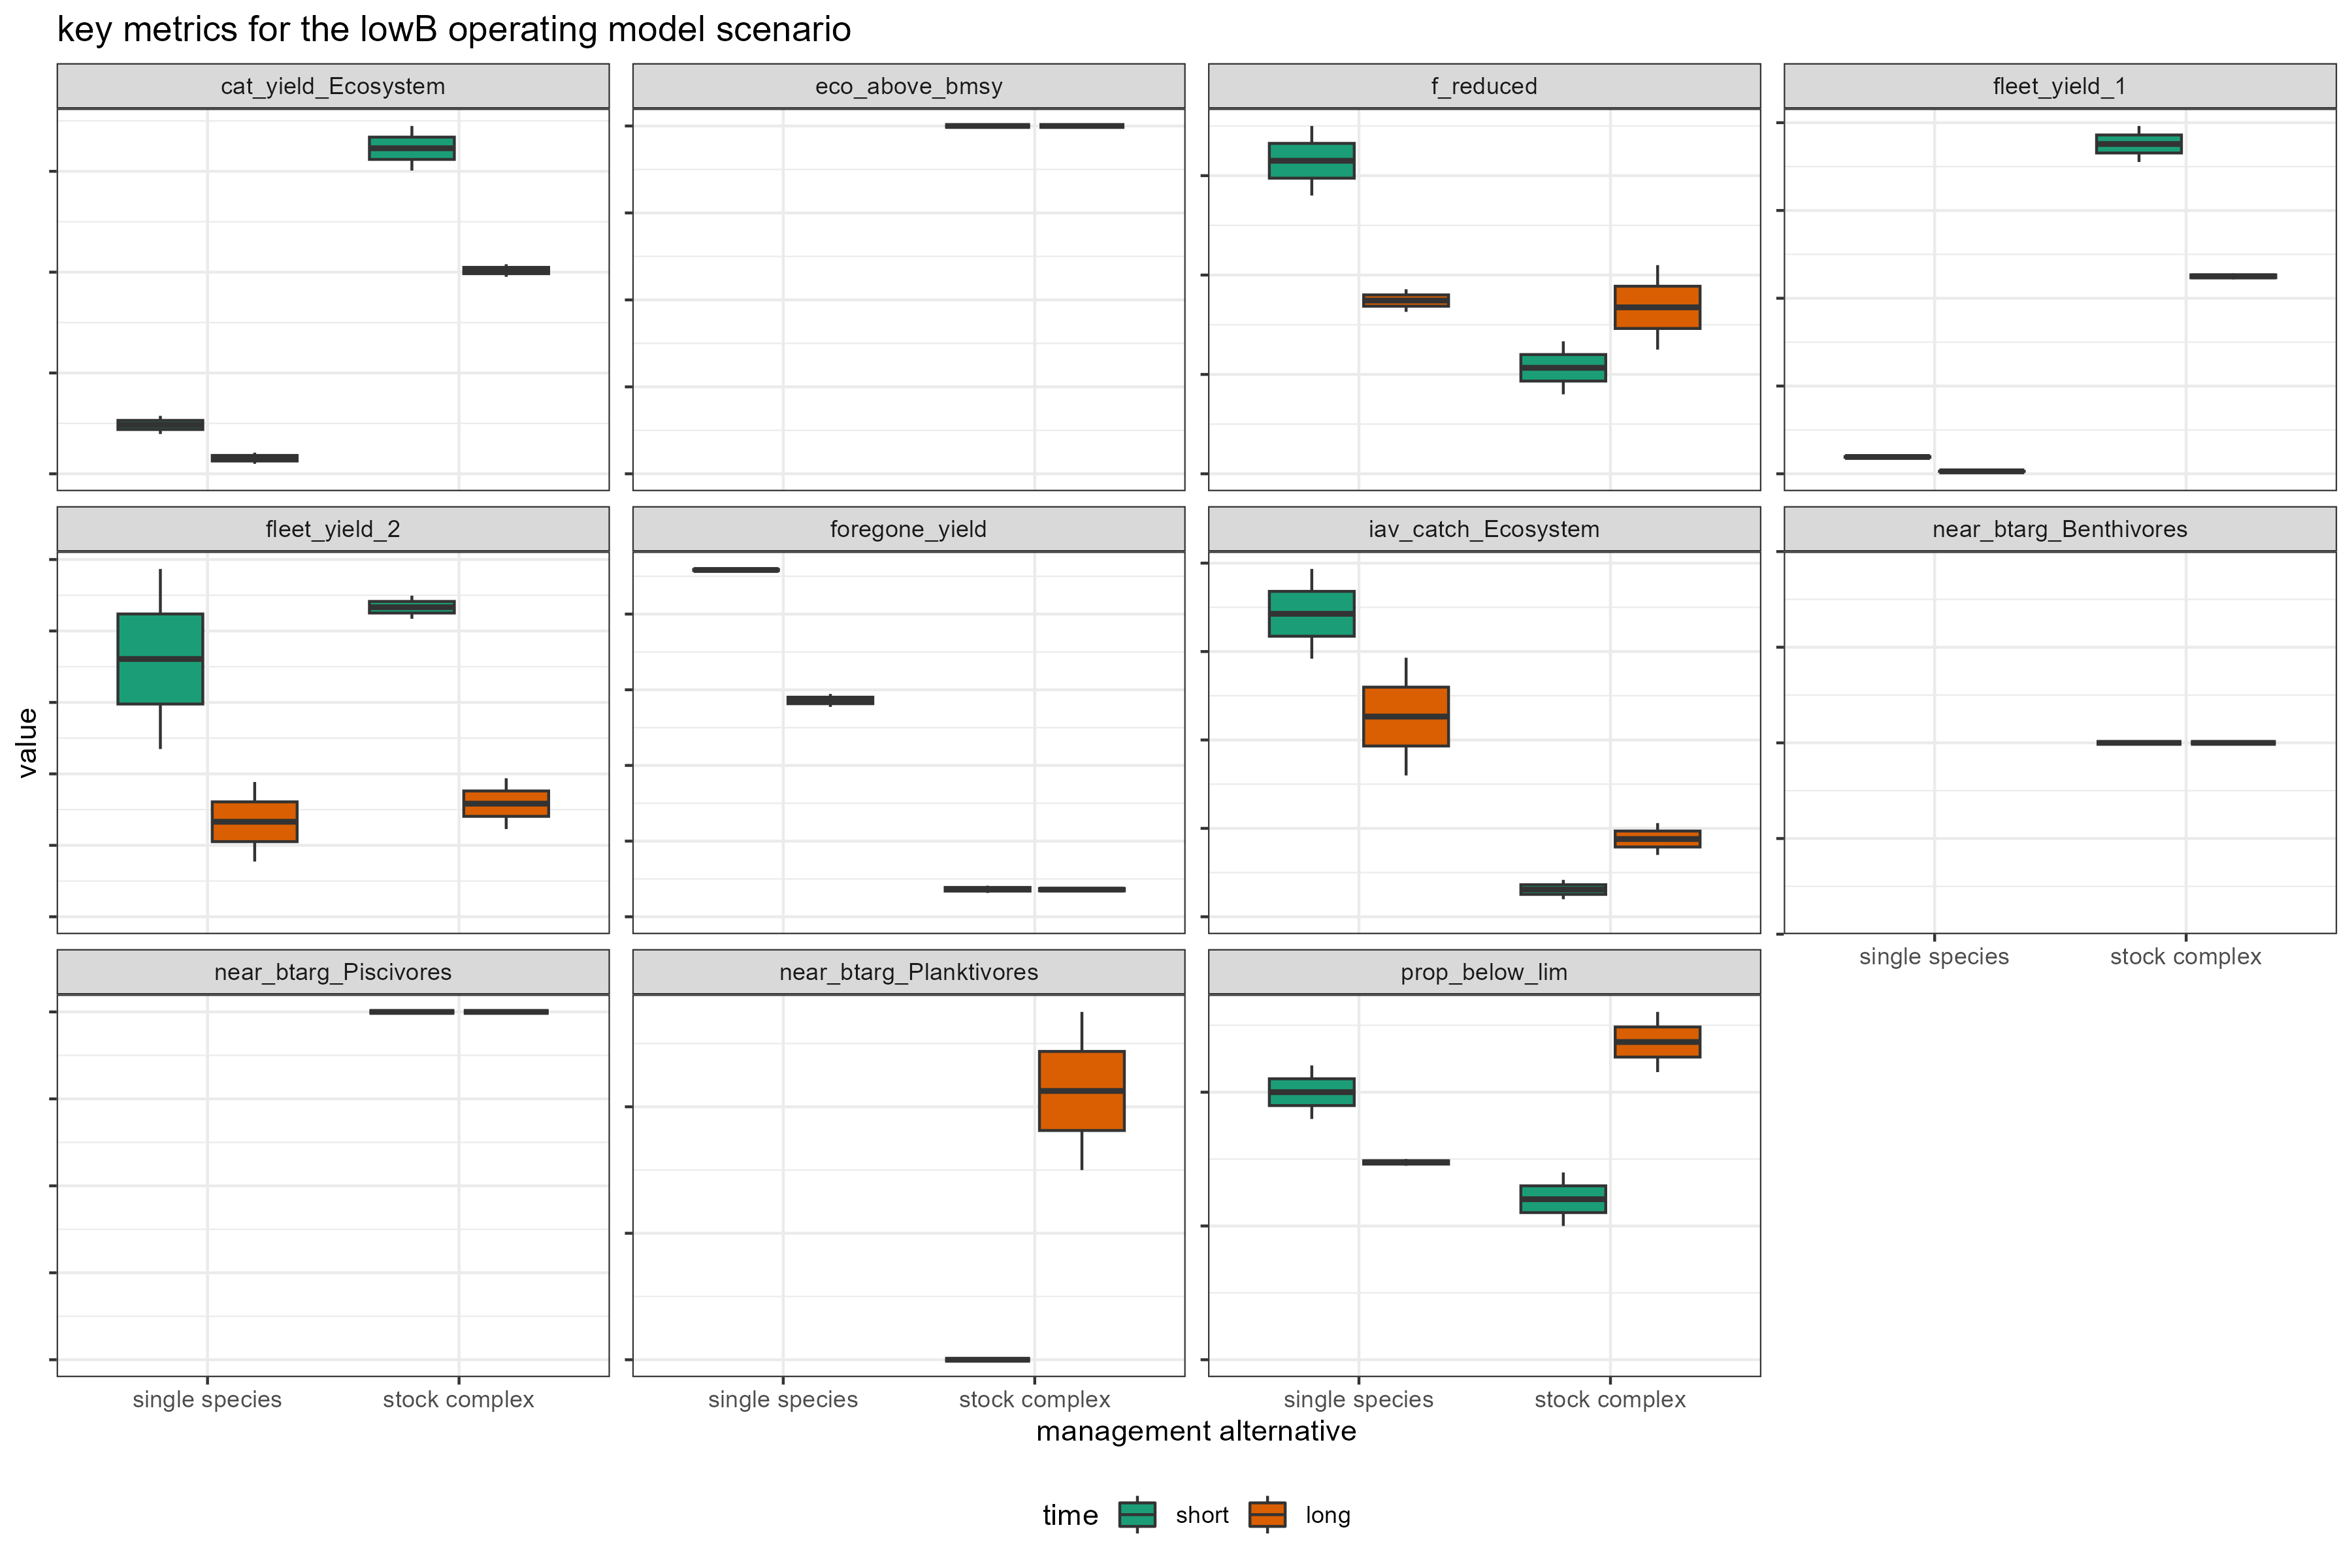 key metrics for the lowB operating model scenario
cat_yield_Ecosystem
eco_above_bmsy
f_reduced
fleet_yield_1
fleet_yield_2
foregone_yield
iav_catch_Ecosystem
near_btarg_Benthivores
value
single species
stock complex
near_btarg_Piscivores
near_btarg_Planktivores
prop_below_lim
single species
stock complex
single species
stock complex
single species
stock complex
management alternative
time
short
long